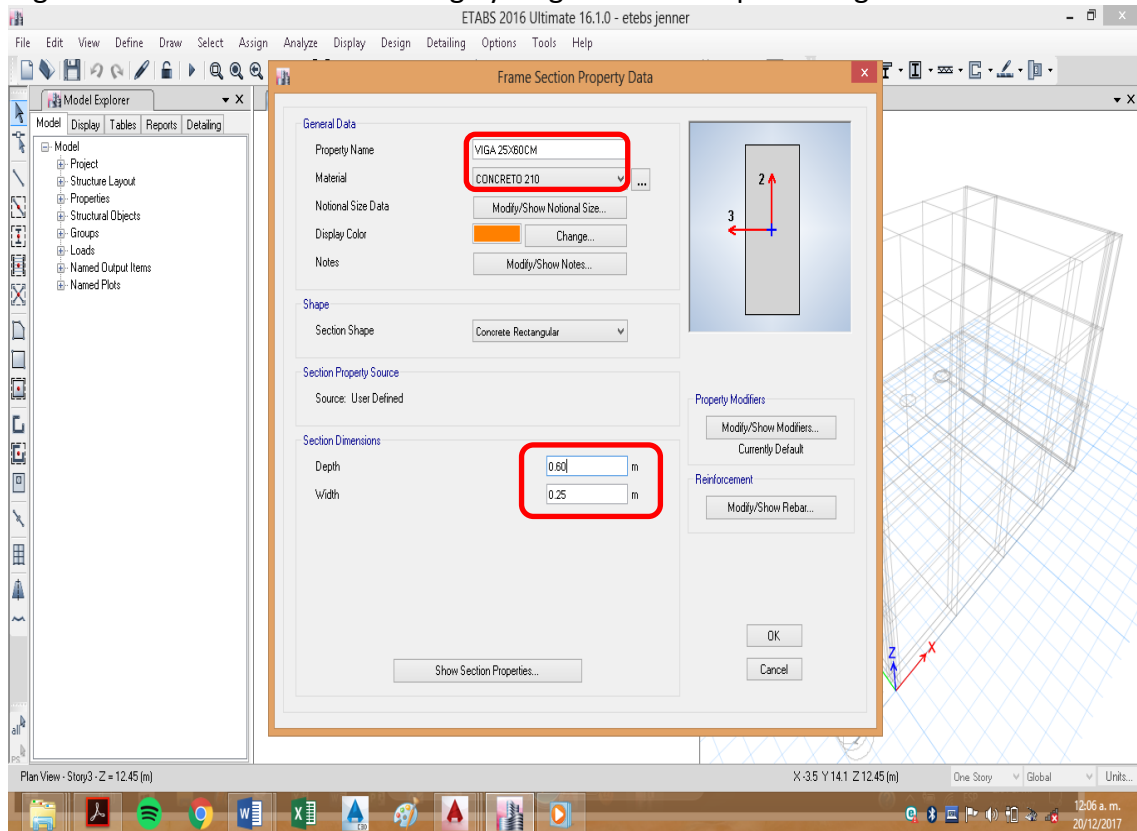 ETABS 2016 Ultimate 16.1.0 - etebs jenner
File Edit View Define Draw Select Assign Analyze Display Design Detailing Options Tools Help
Model Explorer
Model Display Tables Reports Detailing
Model
Project
Structure Layout
Properties
Structural Objects
Groups
Loads
Named Output Items
Named Plots
all
ps
Frame Section Property Data
General Data
Property Name VIGA 25X60CM
Material CONCRETO 210 ...
Notional Size Data Modify/Show Notional Size...
Display Color Change...
Notes Modify/Show Notes...
Shape
Section Shape Concrete Rectangular
Section Property Source
Source: User Defined
Section Dimensions
Depth 0.60 m
Width 0.25 m
Show Section Properties...
2
3
Property Modifiers
Modify/Show Modifiers...
Currently Default
Reinforcement
Modify/Show Rebar...
OK
Cancel
Z X
Plan View - Story3 - Z = 12.45 (m) X -3.5 Y 14.1 Z 12.45 (m) One Story Global Units...
12:06 a. m.
20/12/2017